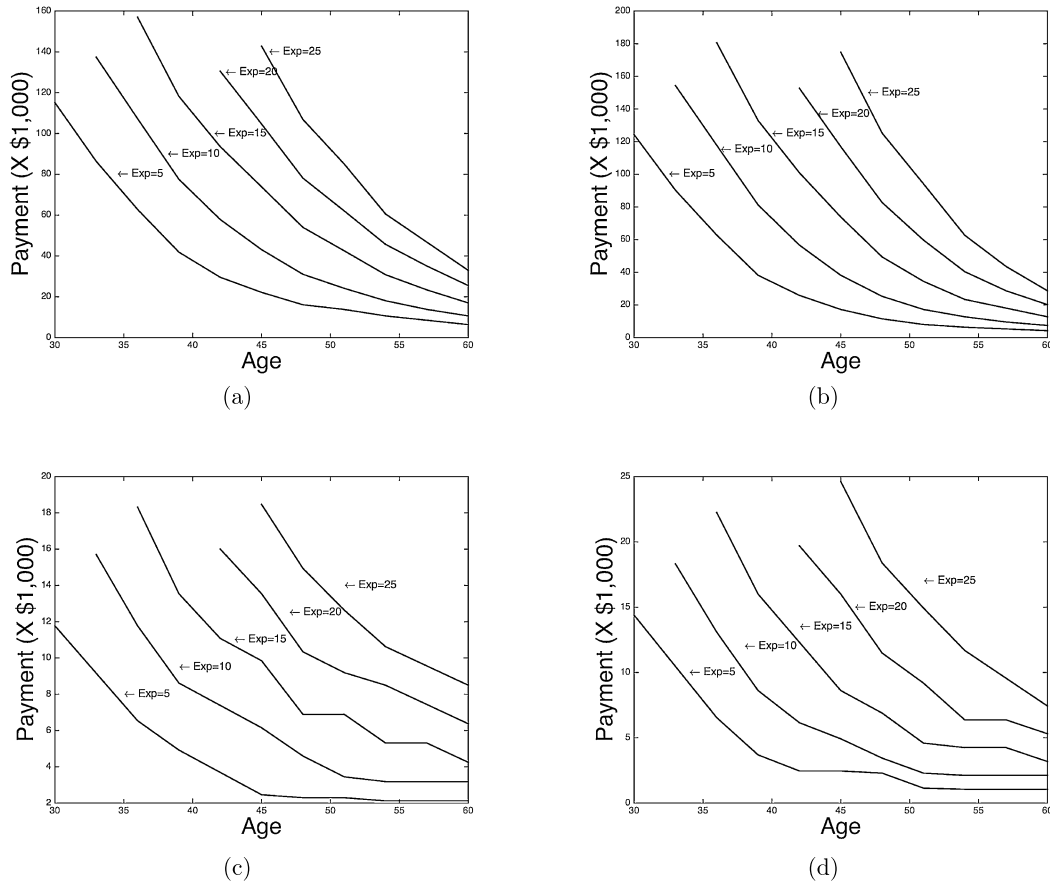 160
140
120
100
80
60
40
20
0
Payment (X $1,000)
← Exp=25
← Exp=20
← Exp=15
← Exp=10
← Exp=5
30 35 40 45 50 55 60
Age
(a)
200
180
160
140
120
100
80
60
40
20
0
Payment (X $1,000)
← Exp=25
← Exp=20
← Exp=15
← Exp=10
← Exp=5
30 35 40 45 50 55 60
Age
(b)
20
18
16
14
12
10
8
6
4
2
Payment (X $1,000)
← Exp=25
← Exp=20
← Exp=15
← Exp=10
← Exp=5
30 35 40 45 50 55 60
Age
(c)
25
20
15
10
5
0
Payment (X $1,000)
← Exp=25
← Exp=20
← Exp=15
← Exp=10
← Exp=5
30 35 40 45 50 55 60
Age
(d)